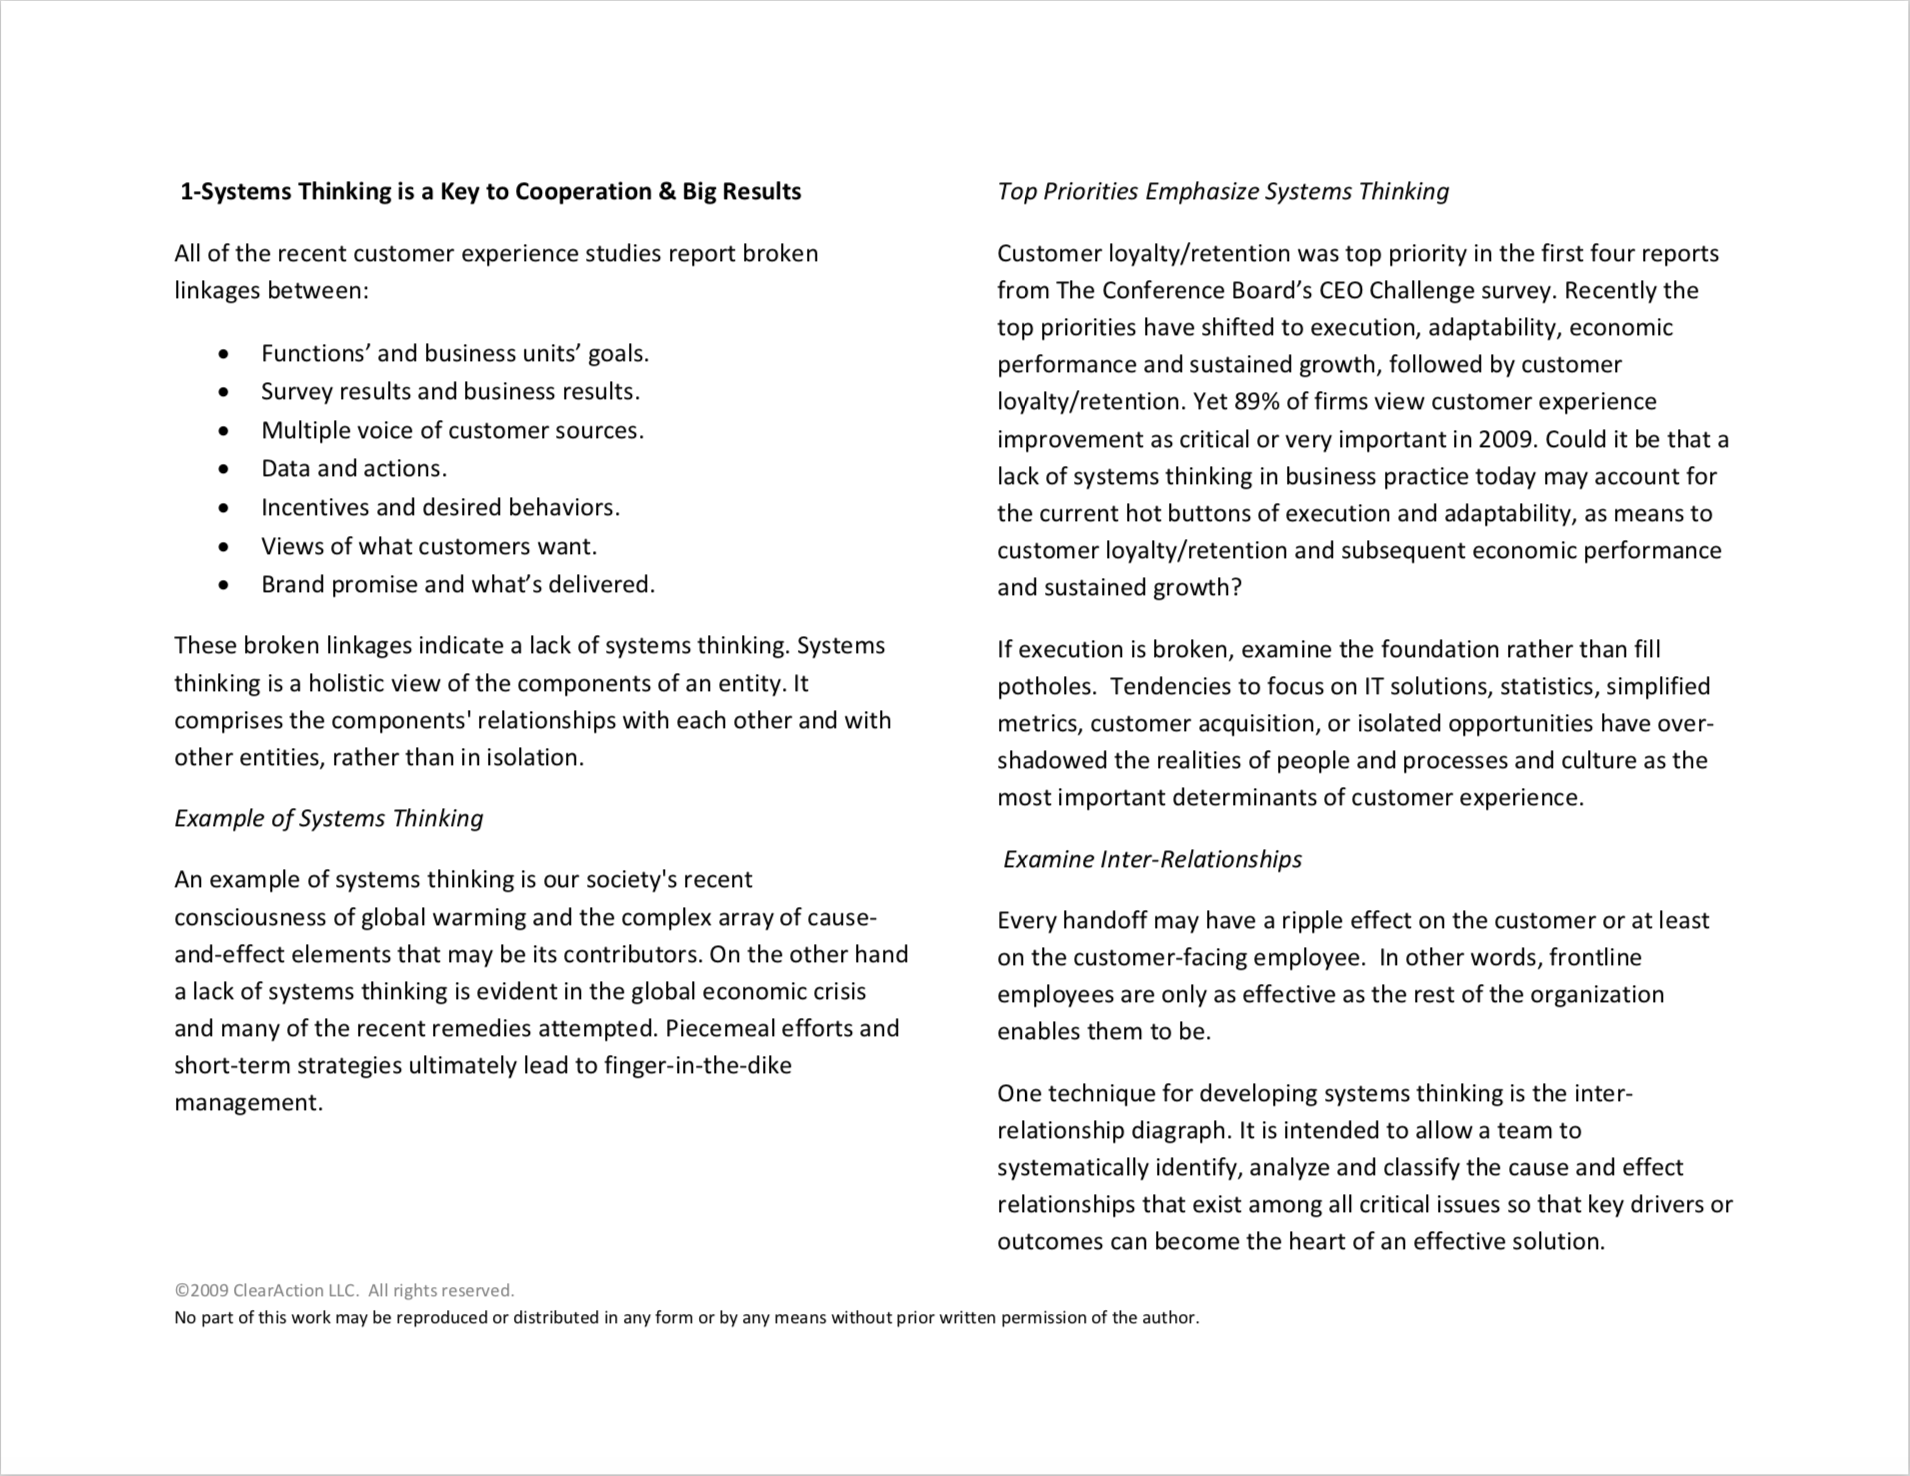 1-Systems Thinking is a Key to Cooperation & Big Results
All of the recent customer experience studies report broken
linkages between:
• Functions’ and business units’ goals.
• Survey results and business results.
• Multiple voice of customer sources.
• Data and actions.
• Incentives and desired behaviors.
• Views of what customers want.
• Brand promise and what’s delivered.
These broken linkages indicate a lack of systems thinking. Systems
thinking is a holistic view of the components of an entity. It
comprises the components' relationships with each other and with
other entities, rather than in isolation.
Example of Systems Thinking
An example of systems thinking is our society's recent
consciousness of global warming and the complex array of cause-
and-effect elements that may be its contributors. On the other hand
a lack of systems thinking is evident in the global economic crisis
and many of the recent remedies attempted. Piecemeal efforts and
short-term strategies ultimately lead to finger-in-the-dike
management.
Top Priorities Emphasize Systems Thinking
Customer loyalty/retention was top priority in the first four reports
from The Conference Board’s CEO Challenge survey. Recently the
top priorities have shifted to execution, adaptability, economic
performance and sustained growth, followed by customer
loyalty/retention. Yet 89% of firms view customer experience
improvement as critical or very important in 2009. Could it be that a
lack of systems thinking in business practice today may account for
the current hot buttons of execution and adaptability, as means to
customer loyalty/retention and subsequent economic performance
and sustained growth?
If execution is broken, examine the foundation rather than fill
potholes.  Tendencies to focus on IT solutions, statistics, simplified
metrics, customer acquisition, or isolated opportunities have over-
shadowed the realities of people and processes and culture as the
most important determinants of customer experience.
Examine Inter-Relationships
Every handoff may have a ripple effect on the customer or at least
on the customer-facing employee.  In other words, frontline
employees are only as effective as the rest of the organization
enables them to be.
One technique for developing systems thinking is the inter-
relationship diagraph. It is intended to allow a team to
systematically identify, analyze and classify the cause and effect
relationships that exist among all critical issues so that key drivers or
outcomes can become the heart of an effective solution.
©2009 ClearAction LLC.  All rights reserved.
No part of this work may be reproduced or distributed in any form or by any means without prior written permission of the author.